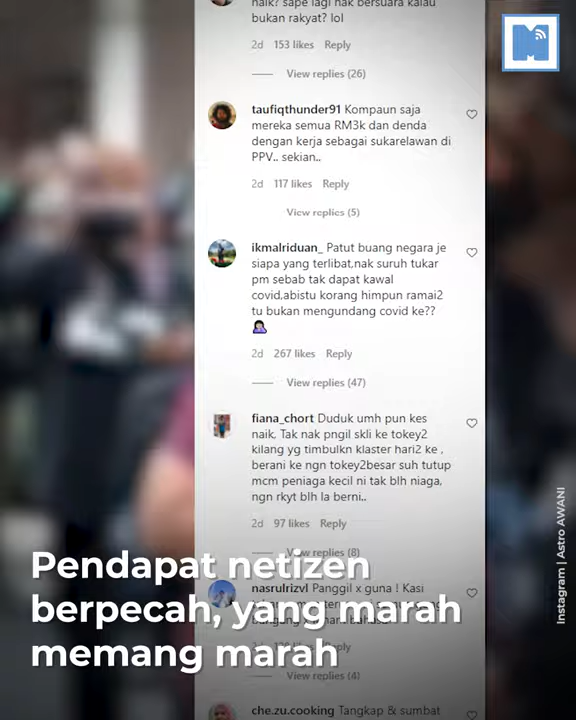 naik? sape lagi nak bersuara kalau
bukan rakyat? lol
2d 153 likes Reply
View replies (26)
taufiqthunder91 Kompaun saja
mereka semua RM3k dan denda
dengan kerja sebagai sukarelawan di
PPV.. sekian..
2d 117 likes Reply
View replies (5)
ikmalriduan_ Patut buang negara je
siapa yang terlibat,nak suruh tukar
pm sebab tak dapat kawal
covid,abistu korang himpun ramai2
tu bukan mengundang covid ke??
2d 267 likes Reply
View replies (47)
fiana_chort Duduk umh pun kes
naik. Tak nak pngil skli ke tokey2
kilang yg timbulkn klaster hari2 ke ,
berani ke ngn tokey2besar suh tutup
mcm peniaga kecil ni tak blh niaga,
ngn rkyt blh la berni..
2d 97 likes Reply
View replies (8)
nasrulrizvl Panggil x guna ! Kasi
View replies (4)
che.zu.cooking Tangkap & sumbat
Pendapat netizen
berpecah, yang marah
memang marah
Instagram | Astro AWANI
N